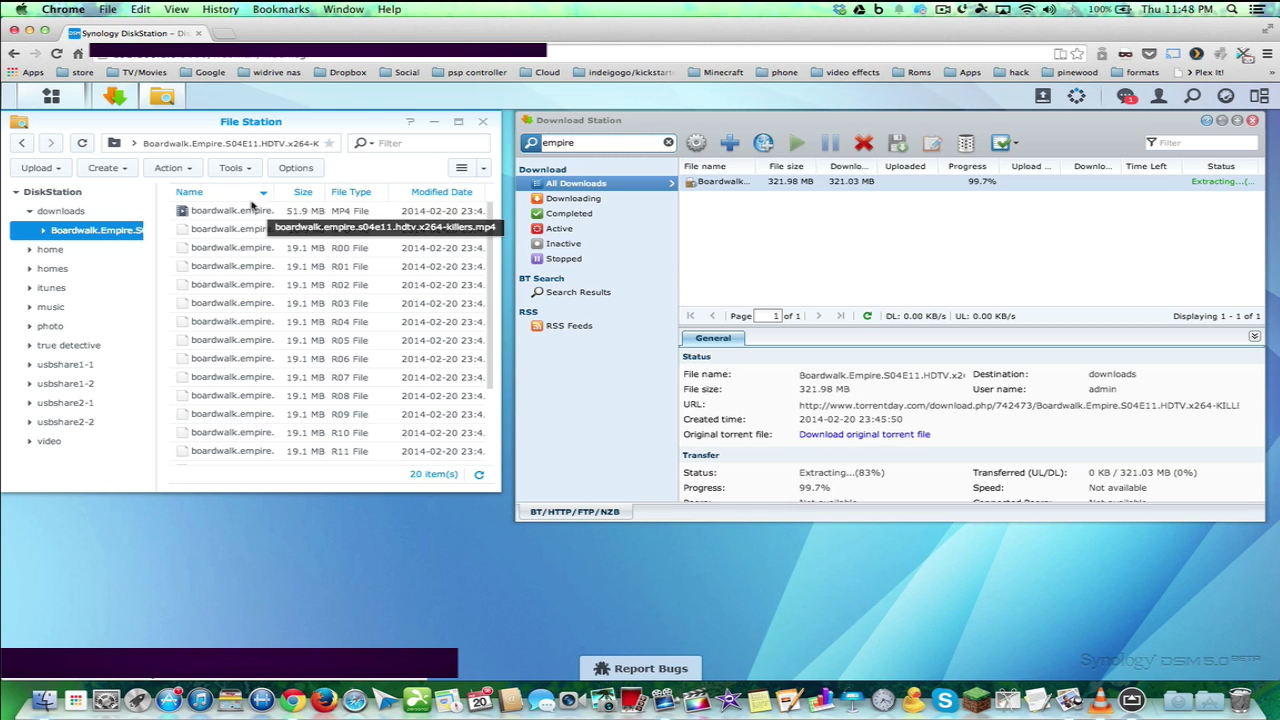 Chrome File Edit View History Bookmarks Window Help 100% Thu 11:48 PM
Synology DiskStation – Dis
Apps store TV/Movies Google widrive nas Dropbox Social psp controller Cloud indeigogo/kickstart Minecraft phone video effects Roms Apps hack pinewood formats Plex It!
1
File Station
Boardwalk.Empire.S04E11.HDTV.x264-K Filter
Upload Create Action Tools Options
DiskStation
downloads
Boardwalk.Empire.S
home
homes
itunes
music
photo
true detective
usbshare1-1
usbshare1-2
usbshare2-1
usbshare2-2
video
Name Size File Type Modified Date
boardwalk.empire. 51.9 MB MP4 File 2014-02-20 23:4.
boardwalk.empire.s04e11.hdtv.x264-killers.mp4
boardwalk.empi
boardwalk.empire. 19.1 MB R00 File 2014-02-20 23:4.
boardwalk.empire. 19.1 MB R01 File 2014-02-20 23:4.
boardwalk.empire. 19.1 MB R02 File 2014-02-20 23:4.
boardwalk.empire. 19.1 MB R03 File 2014-02-20 23:4.
boardwalk.empire. 19.1 MB R04 File 2014-02-20 23:4.
boardwalk.empire. 19.1 MB R05 File 2014-02-20 23:4.
boardwalk.empire. 19.1 MB R06 File 2014-02-20 23:4.
boardwalk.empire. 19.1 MB R07 File 2014-02-20 23:4.
boardwalk.empire. 19.1 MB R08 File 2014-02-20 23:4.
boardwalk.empire. 19.1 MB R09 File 2014-02-20 23:4.
boardwalk.empire. 19.1 MB R10 File 2014-02-20 23:4.
boardwalk.empire. 19.1 MB R11 File 2014-02-20 23:4.
20 item(s)
Download Station
empire Filter
Download
All Downloads
Downloading
Completed
Active
Inactive
Stopped
BT Search
Search Results
RSS
RSS Feeds
BT/HTTP/FTP/NZB
File name File size Downlo... Uploaded Progress Upload ... Downlo... Time Left Status
Boardwalk... 321.98 MB 321.03 MB 99.7% Extracting...(
Page 1 of 1 DL: 0.00 KB/s UL: 0.00 KB/s Displaying 1 - 1 of 1
General
Status
File name: Boardwalk.Empire.S04E11.HDTV.x2 Destination: downloads
File size: 321.98 MB User name: admin
URL: http://www.torrentday.com/download.php/742473/Boardwalk.Empire.S04E11.HDTV.x264-KILL
Created time: 2014-02-20 23:45:50
Original torrent file: Download original torrent file
Transfer
Status: Extracting...(83%) Transferred (UL/DL): 0 KB / 321.03 MB (0%)
Progress: 99.7% Speed: Not available
Report Bugs
Synology DSM 5.0 BETA